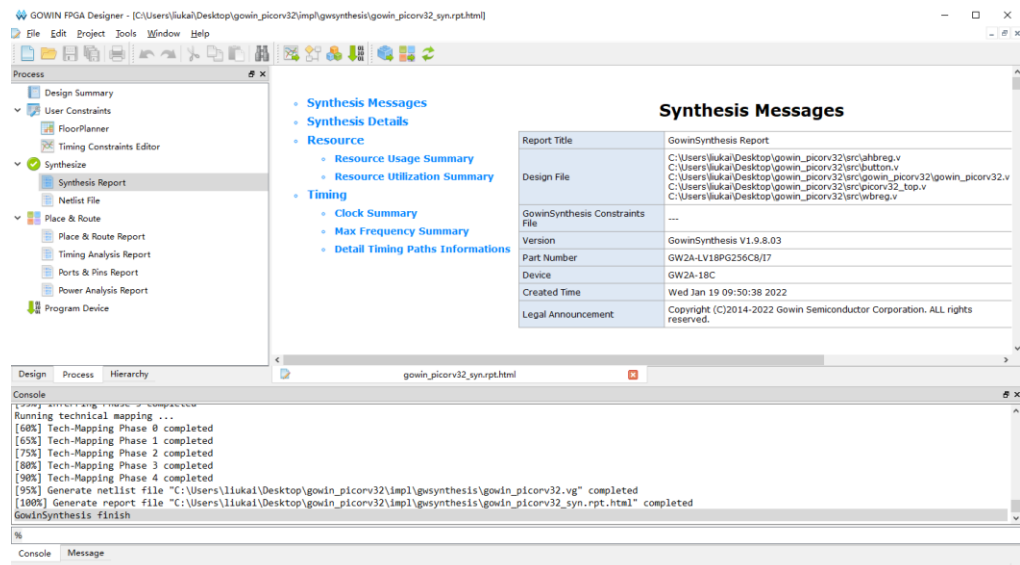 GOWIN FPGA Designer - [C:\Users\liukai\Desktop\gowin_picorv32\impl\gwsynthesis\gowin_picorv32_syn.rpt.html]
File Edit Project Tools Window Help
Process
Design Summary
User Constraints
FloorPlanner
Timing Constraints Editor
Synthesize
Synthesis Report
Netlist File
Place & Route
Place & Route Report
Timing Analysis Report
Ports & Pins Report
Power Analysis Report
Program Device
Design Process Hierarchy
Synthesis Messages
Synthesis Details
Resource
Resource Usage Summary
Resource Utilization Summary
Timing
Clock Summary
Max Frequency Summary
Detail Timing Paths Informations
Synthesis Messages
Report Title GowinSynthesis Report
Design File
C:\Users\liukai\Desktop\gowin_picorv32\src\ahbreg.v
C:\Users\liukai\Desktop\gowin_picorv32\src\button.v
C:\Users\liukai\Desktop\gowin_picorv32\src\gowin_picorv32\gowin_picorv32.v
C:\Users\liukai\Desktop\gowin_picorv32\src\picorv32_top.v
C:\Users\liukai\Desktop\gowin_picorv32\src\wbreg.v
GowinSynthesis Constraints
File ---
Version GowinSynthesis V1.9.8.03
Part Number GW2A-LV18PG256C8/I7
Device GW2A-18C
Created Time Wed Jan 19 09:50:38 2022
Legal Announcement Copyright (C)2014-2022 Gowin Semiconductor Corporation. ALL rights
reserved.
gowin_picorv32_syn.rpt.html
Console
Running technical mapping ...
[60%] Tech-Mapping Phase 0 completed
[65%] Tech-Mapping Phase 1 completed
[75%] Tech-Mapping Phase 2 completed
[80%] Tech-Mapping Phase 3 completed
[90%] Tech-Mapping Phase 4 completed
[95%] Generate netlist file "C:\Users\liukai\Desktop\gowin_picorv32\impl\gwsynthesis\gowin_picorv32.vg" completed
[100%] Generate report file "C:\Users\liukai\Desktop\gowin_picorv32\impl\gwsynthesis\gowin_picorv32_syn.rpt.html" completed
GowinSynthesis finish
%
Console Message